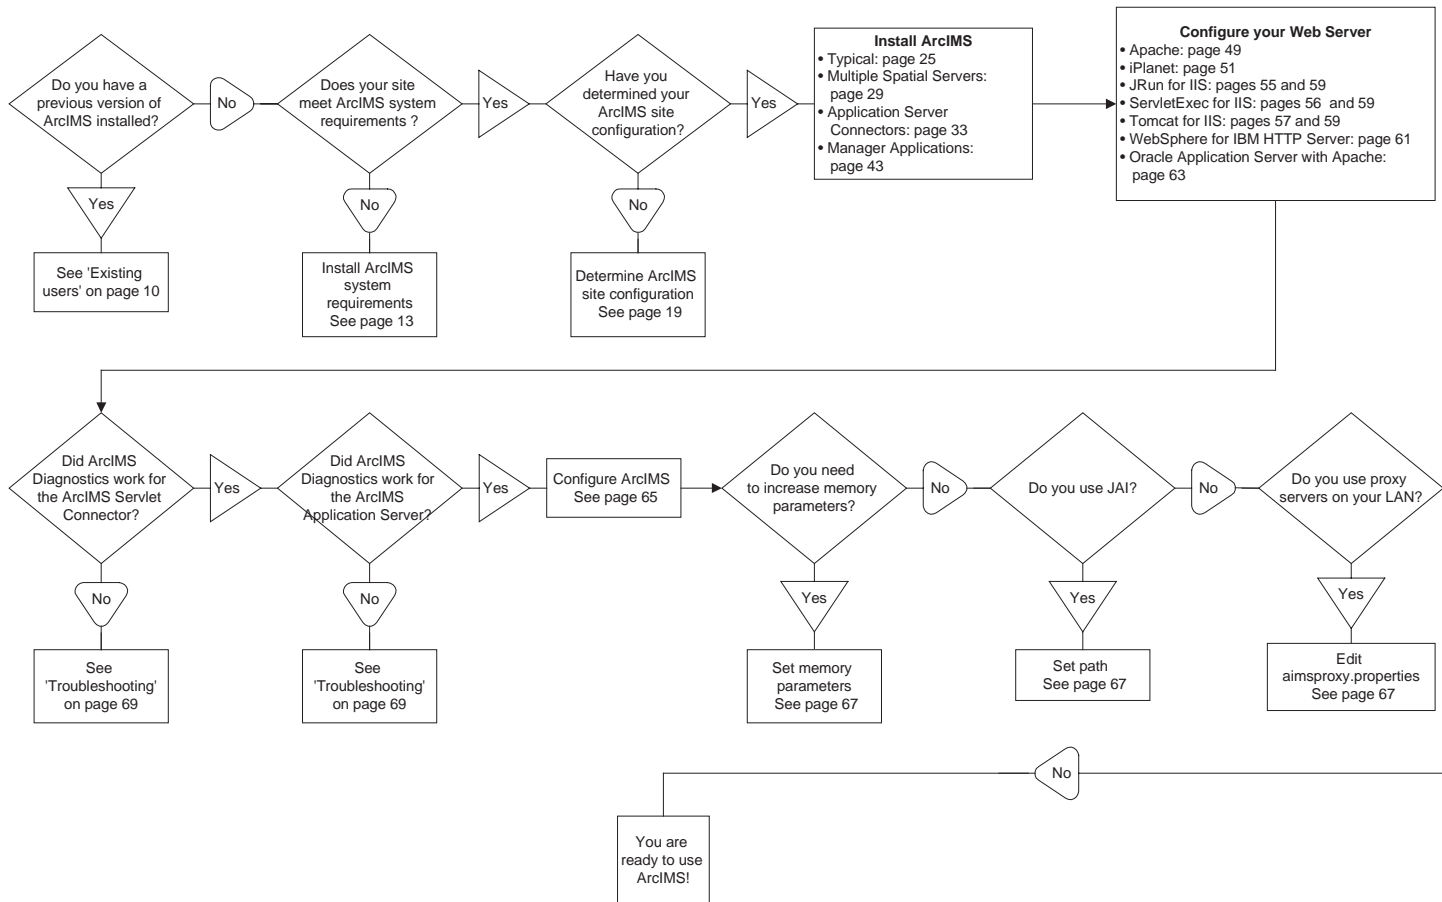 Do you have a
previous version of
ArcIMS installed?
No
Yes
See 'Existing
users' on page 10
Does your site
meet ArcIMS system
requirements ?
Yes
No
Install ArcIMS
system
requirements
See page 13
Have you
determined your
ArcIMS site
configuration?
Yes
No
Determine ArcIMS
site configuration
See page 19
Install ArcIMS
• Typical: page 25
• Multiple Spatial Servers:
page 29
• Application Server
Connectors: page 33
• Manager Applications:
page 43
Configure your Web Server
• Apache: page 49
• iPlanet: page 51
• JRun for IIS: pages 55 and 59
• ServletExec for IIS: pages 56 and 59
• Tomcat for IIS: pages 57 and 59
• WebSphere for IBM HTTP Server: page 61
• Oracle Application Server with Apache:
page 63
Did ArcIMS
Diagnostics work for
the ArcIMS Servlet
Connector?
Yes
No
See
'Troubleshooting'
on page 69
Did ArcIMS
Diagnostics work for
the ArcIMS
Application Server?
Yes
No
See
'Troubleshooting'
on page 69
Configure ArcIMS
See page 65
Do you need
to increase memory
parameters?
No
Yes
Set memory
parameters
See page 67
Do you use JAI?
No
Yes
Set path
See page 67
Do you use proxy
servers on your LAN?
Yes
Edit
aimsproxy.properties
See page 67
No
You are
ready to use
ArcIMS!